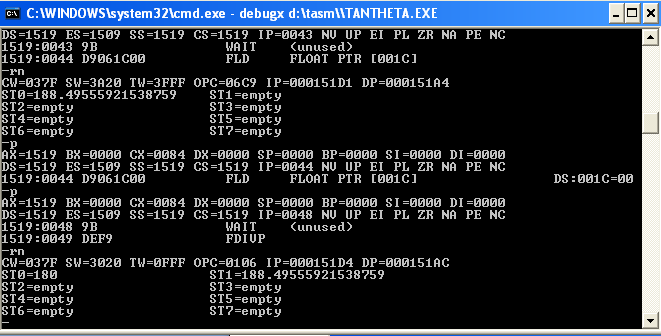 C:\WINDOWS\system32\cmd.exe - debugx d:\tasm\\TANTHETA.EXE
DS=1519 ES=1509 SS=1519 CS=1519 IP=0043 NV UP EI PL ZR NA PE NC
1519:0043 9B WAIT (unused)
1519:0044 D9061C00 FLD FLOAT PTR [001C]
-rn
CW=037F SW=3A20 TW=3FFF OPC=06C9 IP=000151D1 DP=000151A4
ST0=188.49555921538759 ST1=empty
ST2=empty ST3=empty
ST4=empty ST5=empty
ST6=empty ST7=empty
-p
AX=1519 BX=0000 CX=0084 DX=0000 SP=0000 BP=0000 SI=0000 DI=0000
DS=1519 ES=1509 SS=1519 CS=1519 IP=0044 NV UP EI PL ZR NA PE NC
1519:0044 D9061C00 FLD FLOAT PTR [001C] DS:001C=00
-p
AX=1519 BX=0000 CX=0084 DX=0000 SP=0000 BP=0000 SI=0000 DI=0000
DS=1519 ES=1509 SS=1519 CS=1519 IP=0048 NV UP EI PL ZR NA PE NC
1519:0048 9B WAIT (unused)
1519:0049 DEF9 FDIVP
-rn
CW=037F SW=3020 TW=0FFF OPC=0106 IP=000151D4 DP=000151AC
ST0=180 ST1=188.49555921538759
ST2=empty ST3=empty
ST4=empty ST5=empty
ST6=empty ST7=empty
-